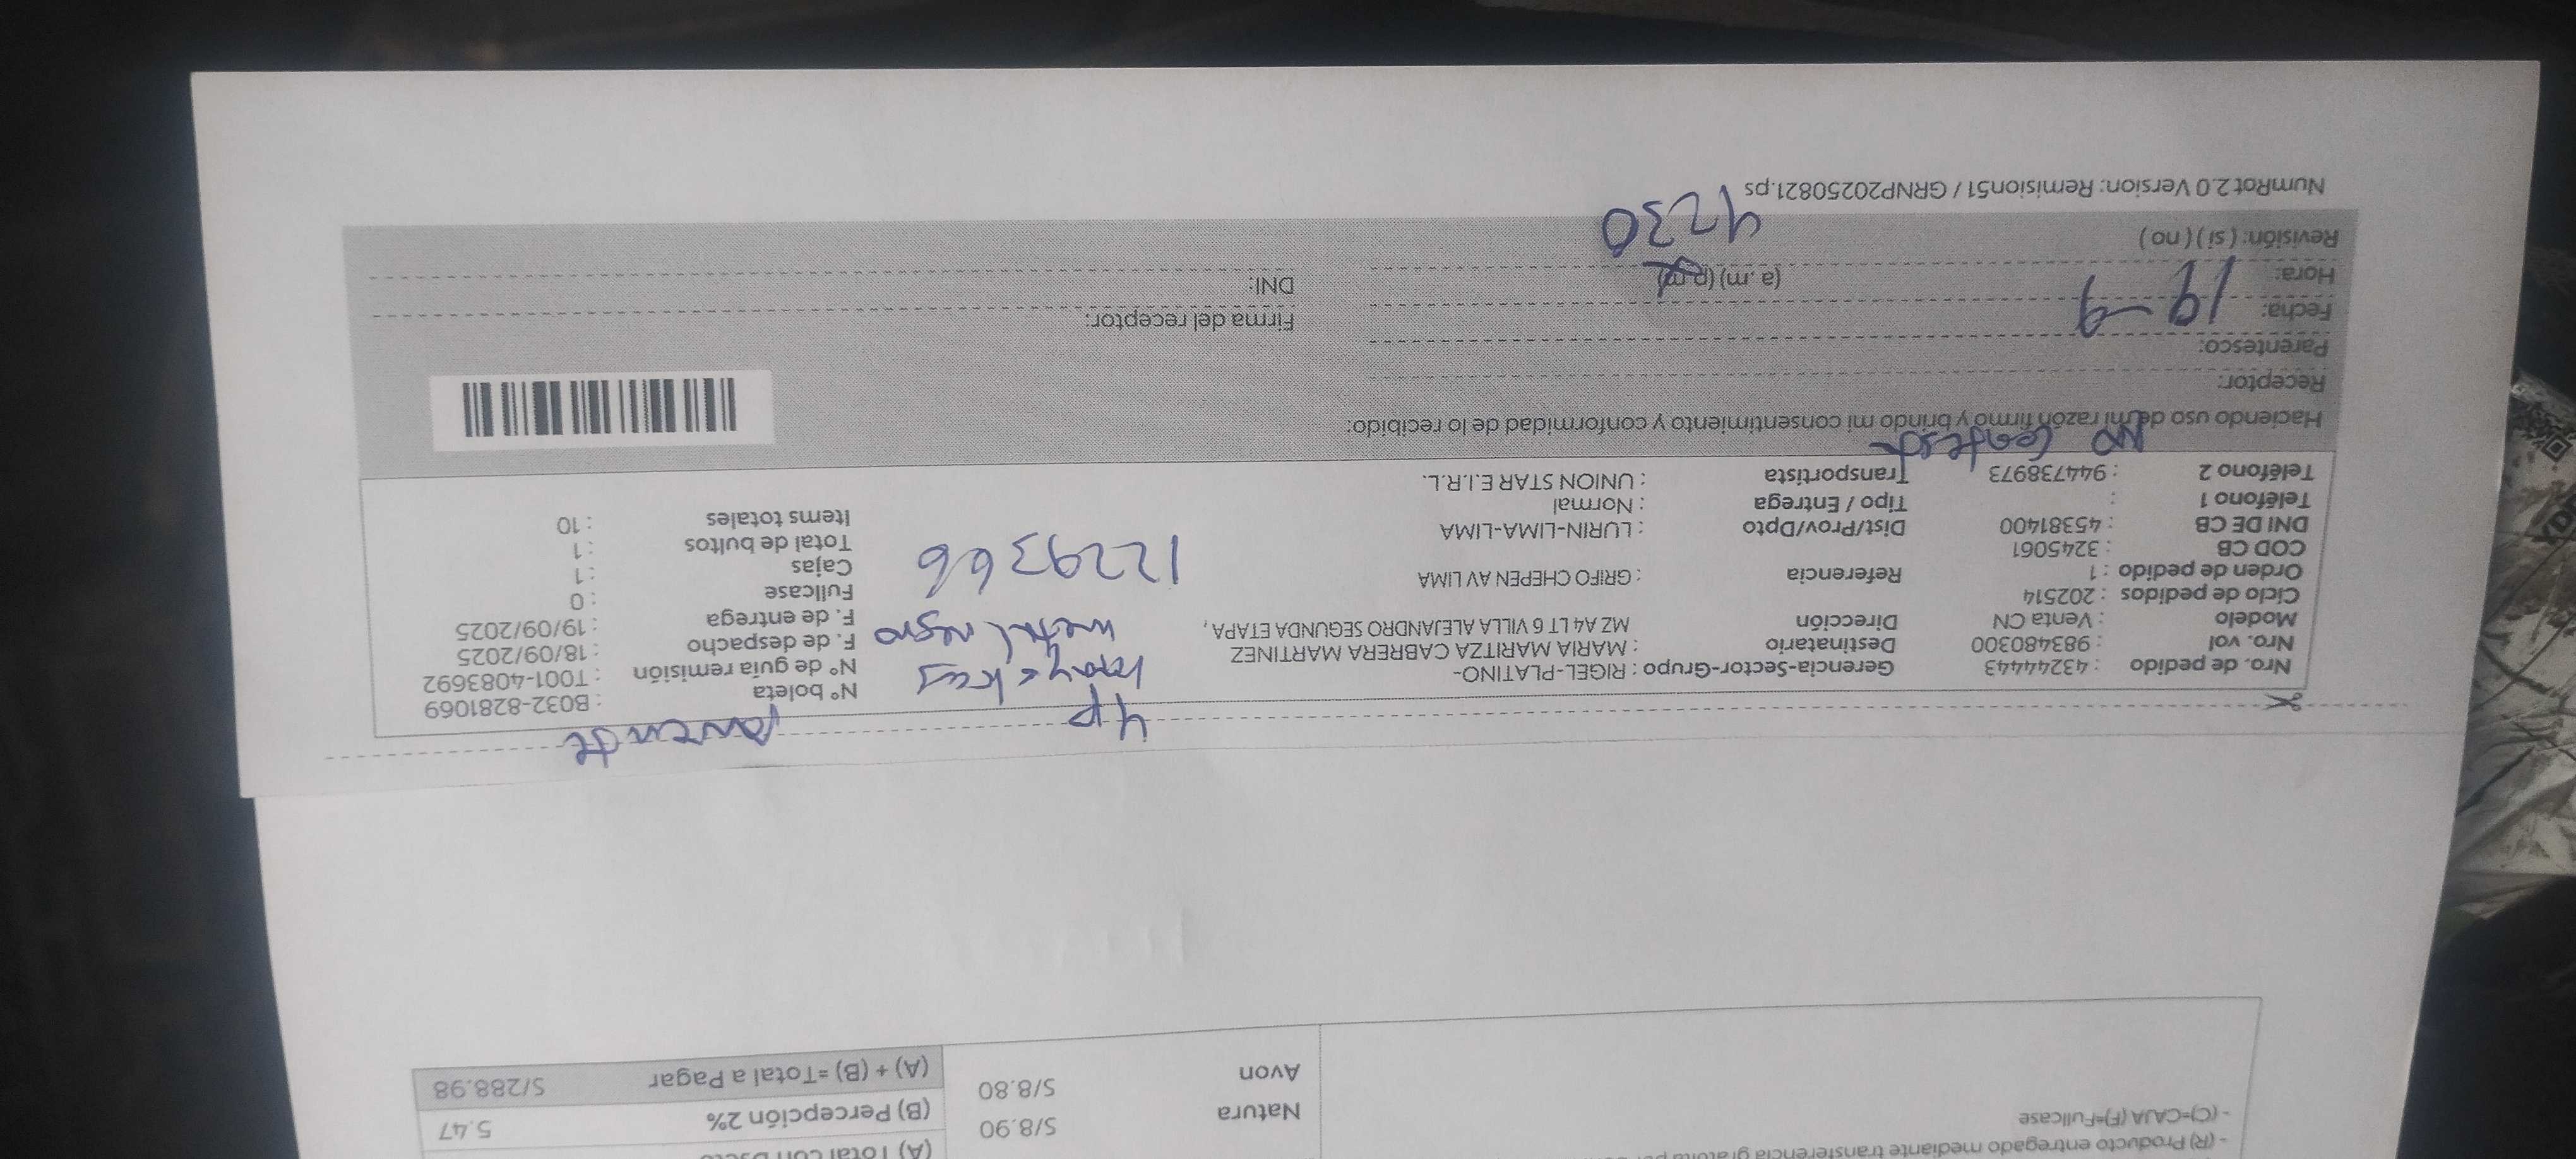 - (R) Producto entregado mediante transferencia gratuita
- (C)=CAJA (F)=Fullcase
Natura S/8.90
Avon S/8.80
(A) Total con Dscto
(B) Percepción 2% 5.47
(A) + (B) =Total a Pagar S/288.98
4P
Nro. de pedido : 43244443
Nro. vol : 983480300
Modelo : Venta CN
Ciclo de pedidos : 202514
Orden de pedido : 1
COD CB : 3245061
DNI DE CB : 45381400
Teléfono 1 :
Teléfono 2 : 944738973
Gerencia-Sector-Grupo : RIGEL-PLATINO-
Destinatario : MARIA MARITZA CABRERA MARTINEZ
Dirección MZ A4 LT 6 VILLA ALEJANDRO SEGUNDA ETAPA,
Referencia : GRIFO CHEPEN AV LIMA
Dist/Prov/Dpto : LURIN-LIMA-LIMA
Tipo / Entrega : Normal
Transportista : UNION STAR E.I.R.L.
metal negro
1229366
N° boleta : B032-8281069
N° de guía remisión : T001-4083692
F. de despacho : 18/09/2025
F. de entrega : 19/09/2025
Fullcase : 0
Cajas : 1
Total de bultos : 1
Items totales : 10
No contesta
Haciendo uso de mi razón firmo y brindo mi consentimiento y conformidad de lo recibido:
Receptor:
Parentesco:
Fecha: 19-9
Hora: (a. m) (p.m)
Revisión: ( si ) ( no )
4230
Firma del receptor:
DNI:
NumRot 2.0 Version: Remision51 / GRNP20250821.ps